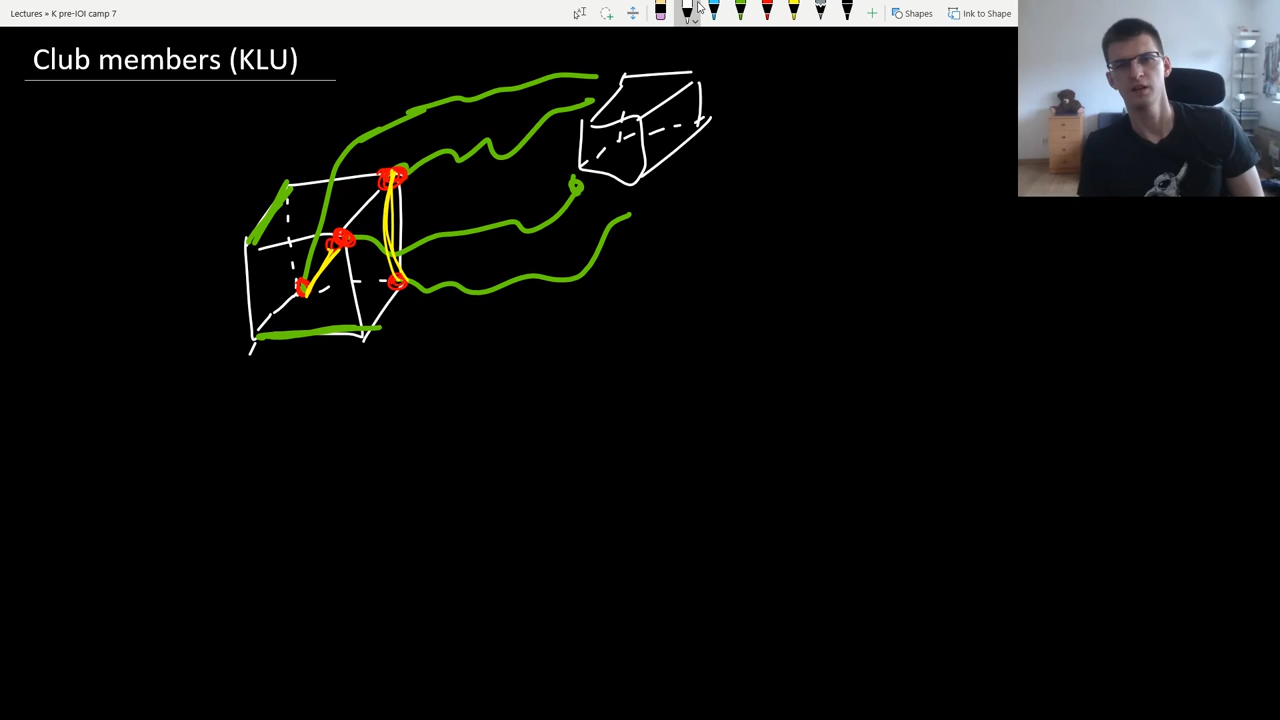 Lectures » K pre-IOI camp 7
Shapes
Ink to Shape
Club members (KLU)